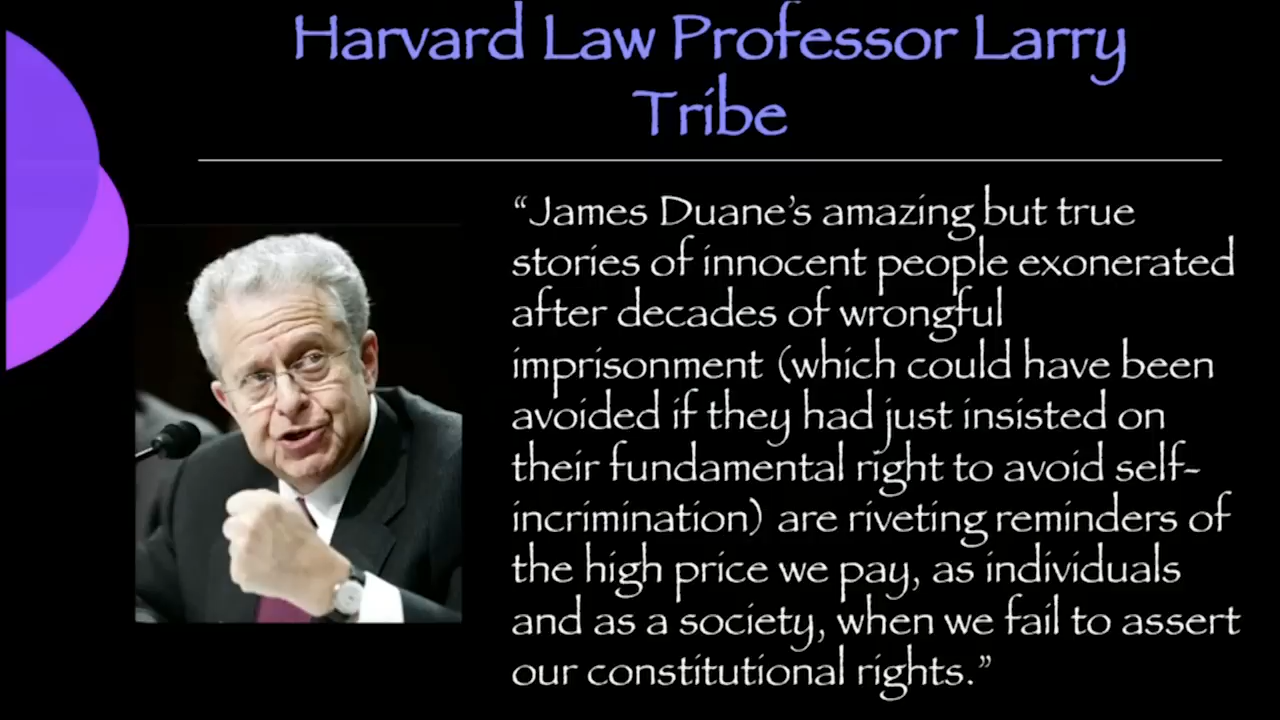 Harvard Law Professor Larry
Tribe
“James Duane’s amazing but true
stories of innocent people exonerated
after decades of wrongful
imprisonment (which could have been
avoided if they had just insisted on
their fundamental right to avoid self-
incrimination) are riveting reminders of
the high price we pay, as individuals
and as a society, when we fail to assert
our constitutional rights.”